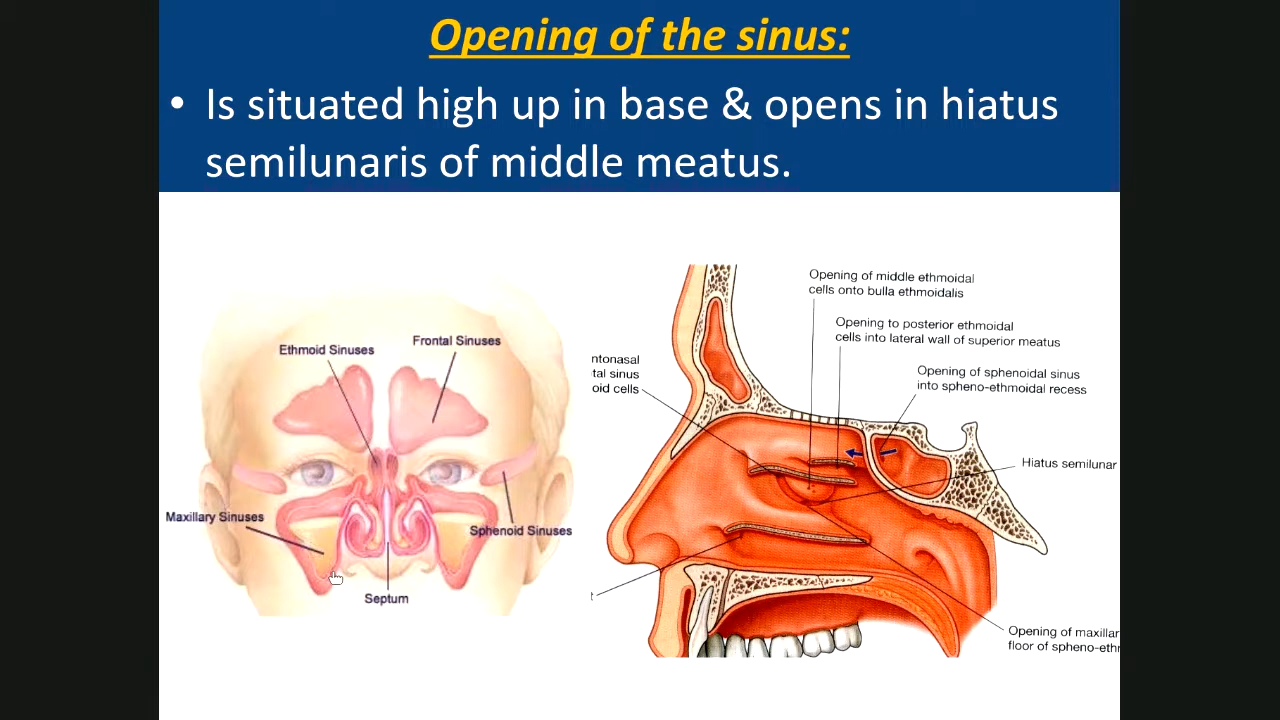 Opening of the sinus:
• Is situated high up in base & opens in hiatus
semilunaris of middle meatus.
Ethmoid Sinuses
Frontal Sinuses
Maxillary Sinuses
Sphenoid Sinuses
Septum
Opening of middle ethmoidal
cells onto bulla ethmoidalis
Opening to posterior ethmoidal
cells into lateral wall of superior meatus
Opening of sphenoidal sinus
into spheno-ethmoidal recess
ntonasal
tal sinus
oid cells
Hiatus semilunar
t
Opening of maxillar
floor of spheno-eth